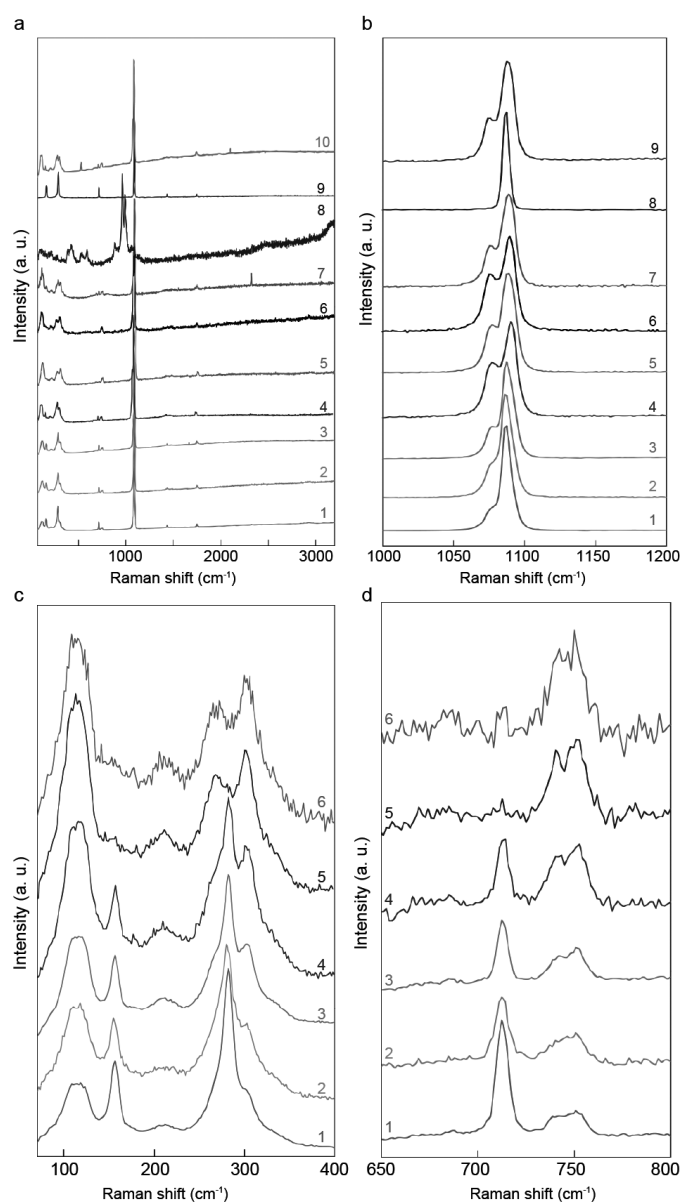 a
Intensity (a. u.)
10
9
8
7
6
5
4
3
2
1
1000 2000 3000
Raman shift (cm-1)
b
Intensity (a. u.)
9
8
7
6
5
4
3
2
1
1000 1050 1100 1150 1200
Raman shift (cm-1)
c
Intensity (a. u.)
6
5
4
3
2
1
100 200 300 400
Raman shift (cm-1)
d
Intensity (a. u.)
6
5
4
3
2
1
650 700 750 800
Raman shift (cm-1)